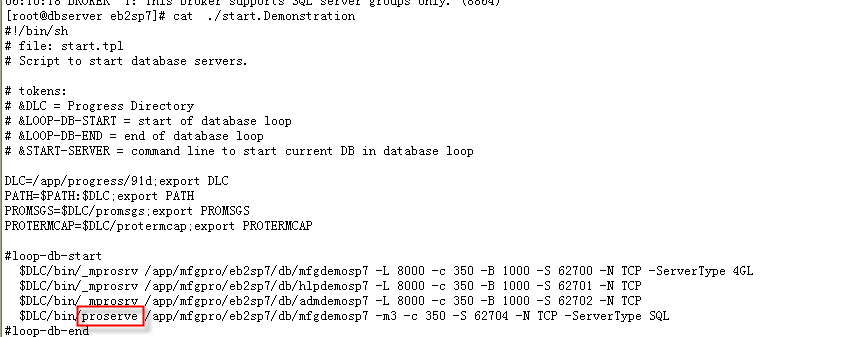 06:10:18 BROKER  1: This broker supports SQL server groups only. (8864)
[root@dbserver eb2sp7]# cat  ./start.Demonstration
#!/bin/sh
# file: start.tpl
# Script to start database servers.
# tokens:
# &DLC = Progress Directory
# &LOOP-DB-START = start of database loop
# &LOOP-DB-END = end of database loop
# &START-SERVER = command line to start current DB in database loop
DLC=/app/progress/91d;export DLC
PATH=$PATH:$DLC;export PATH
PROMSGS=$DLC/promsgs;export PROMSGS
PROTERMCAP=$DLC/protermcap;export PROTERMCAP
#loop-db-start
  $DLC/bin/_mprosrv /app/mfgpro/eb2sp7/db/mfgdemosp7 -L 8000 -c 350 -B 1000 -S 62700 -N TCP -ServerType 4GL
  $DLC/bin/_mprosrv /app/mfgpro/eb2sp7/db/hlpdemosp7 -L 8000 -c 350 -B 1000 -S 62701 -N TCP
  $DLC/bin/_mprosrv /app/mfgpro/eb2sp7/db/admdemosp7 -L 8000 -c 350 -B 1000 -S 62702 -N TCP
  $DLC/bin/proserve /app/mfgpro/eb2sp7/db/mfgdemosp7 -m3 -c 350 -S 62704 -N TCP -ServerType SQL
#loop-db-end